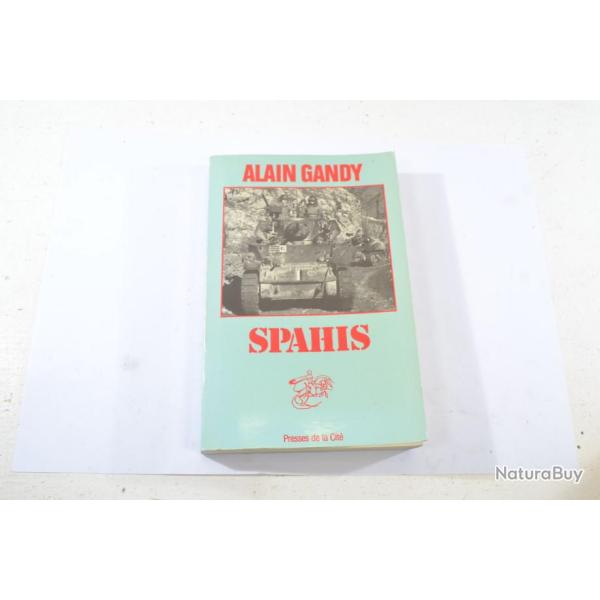 ALAIN GANDY
SPAHIS
Presses de la Cité
NaturaBuy